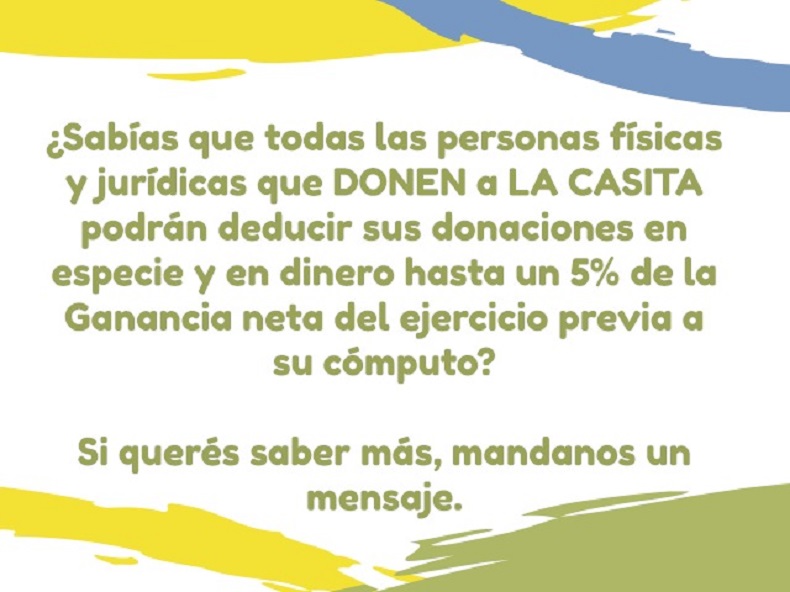 ¿Sabías que todas las personas físicas
y jurídicas que DONEN a LA CASITA
podrán deducir sus donaciones en
especie y en dinero hasta un 5% de la
Ganancia neta del ejercicio previa a
su cómputo?
Si querés saber más, mandanos un
mensaje.